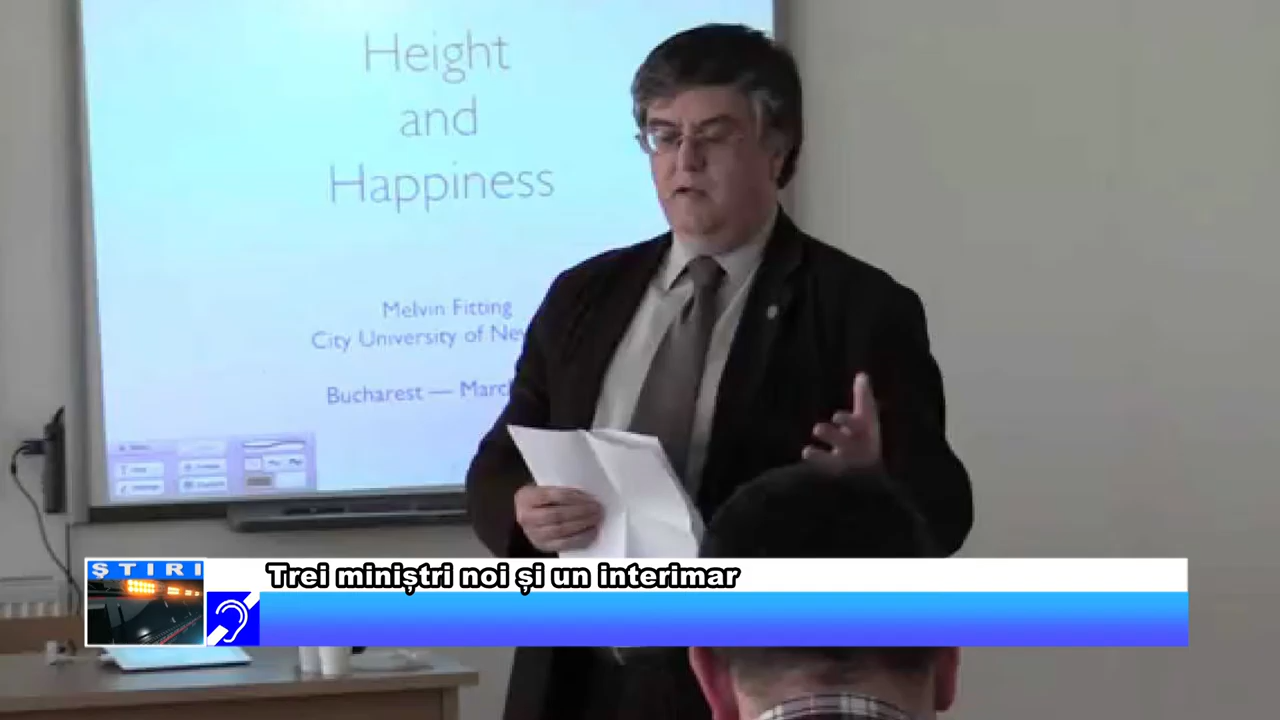 Height
and
Happiness
Melvin Fitting
City University of Ne
Bucharest — Marc
ȘTIRI
Trei miniștri noi și un interimar